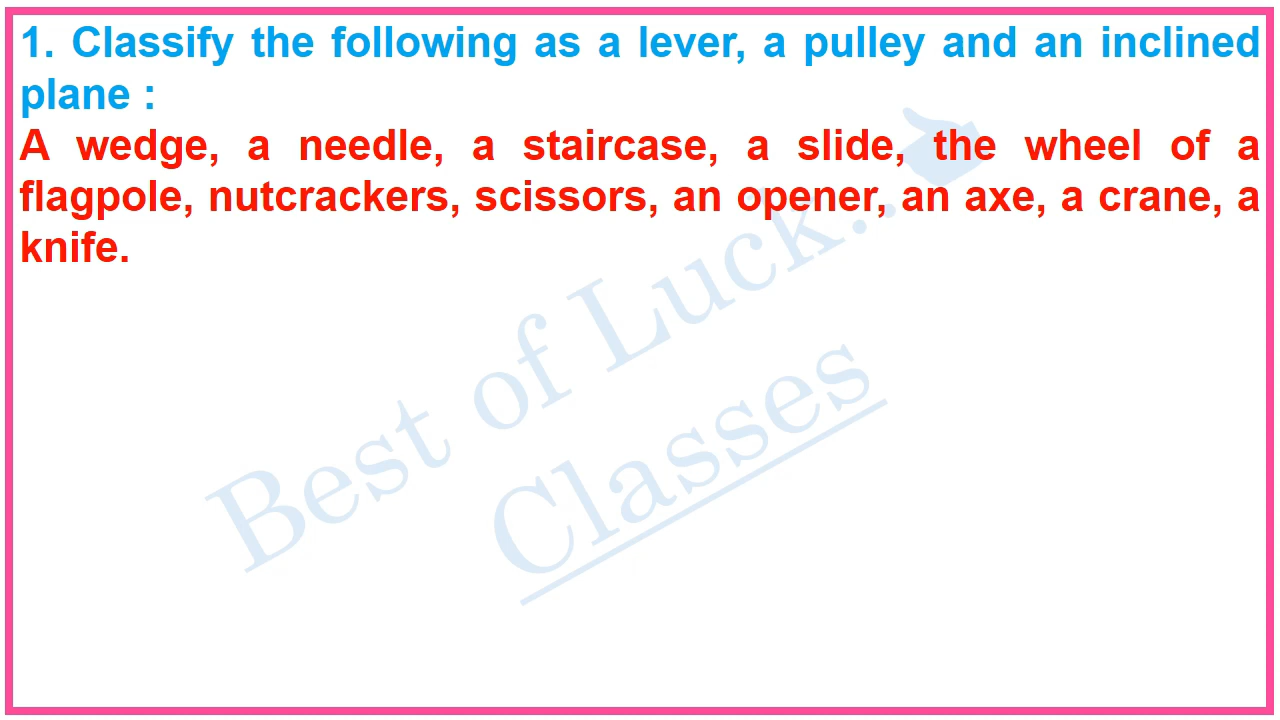 1. Classify the following as a lever, a pulley and an inclined
plane :
A wedge, a needle, a staircase, a slide, the wheel of a
flagpole, nutcrackers, scissors, an opener, an axe, a crane, a
knife.
Best of Luck...
Classes